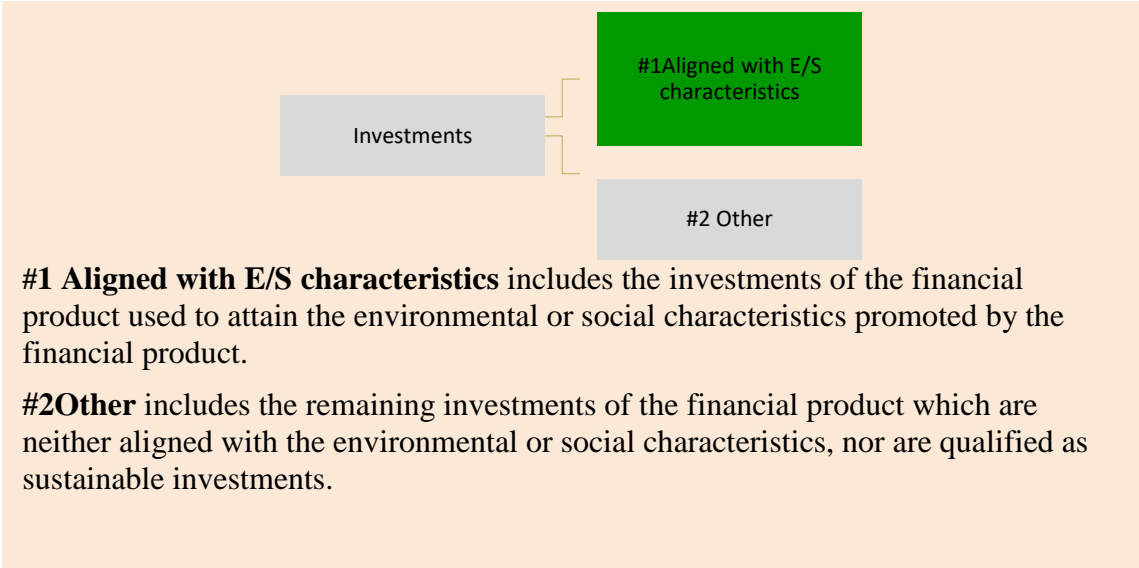 #1Aligned with E/S
characteristics
Investments
#2 Other
#1 Aligned with E/S characteristics includes the investments of the financial
product used to attain the environmental or social characteristics promoted by the
financial product.
#2Other includes the remaining investments of the financial product which are
neither aligned with the environmental or social characteristics, nor are qualified as
sustainable investments.